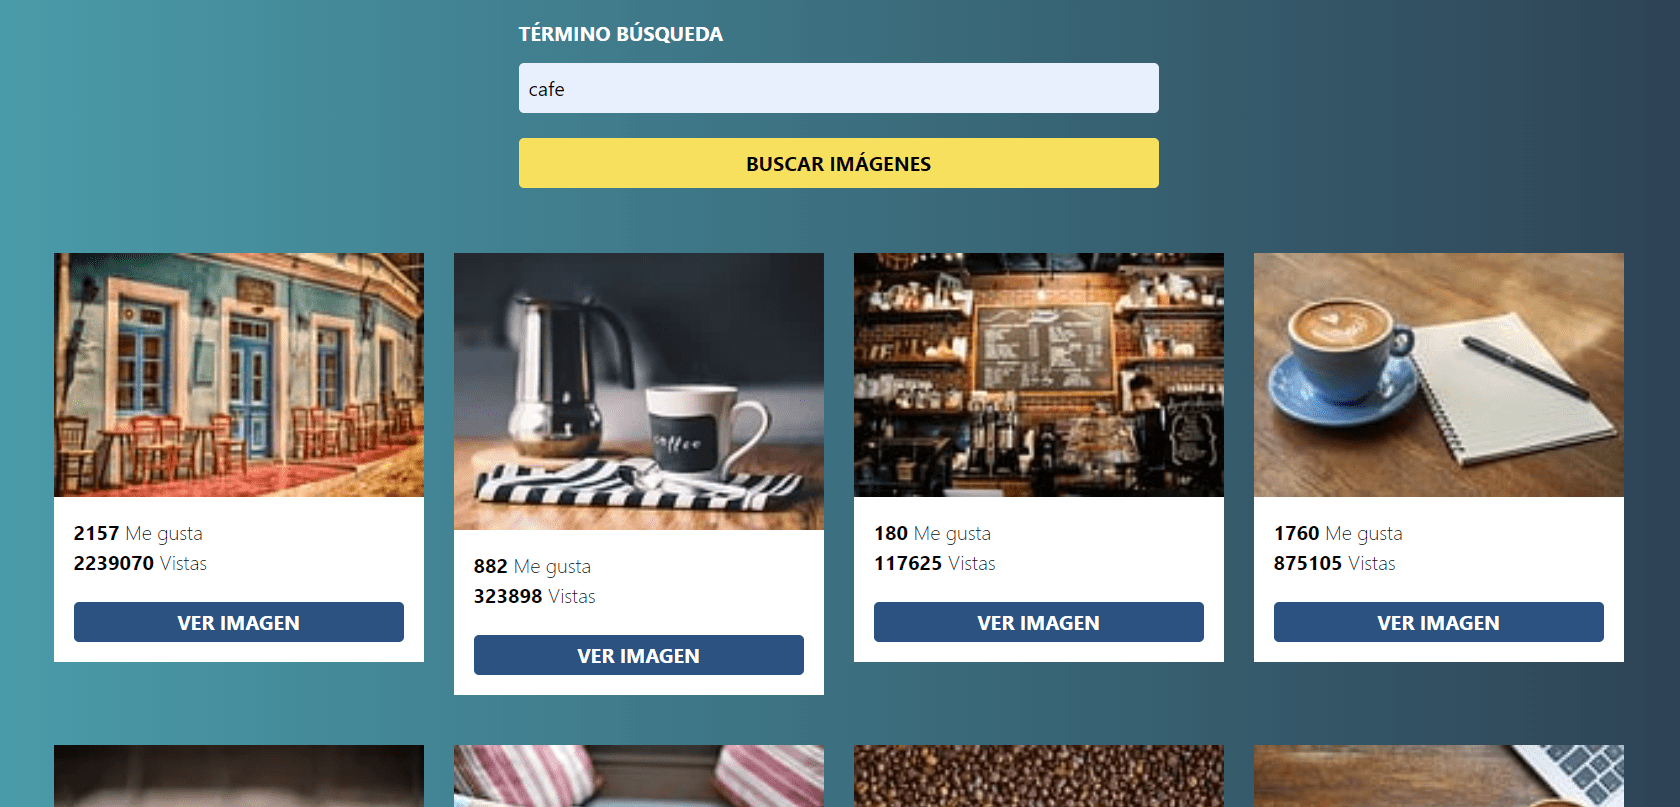 TÉRMINO BÚSQUEDA
cafe
BUSCAR IMÁGENES
coffee
2157 Me gusta
2239070 Vistas
VER IMAGEN
882 Me gusta
323898 Vistas
VER IMAGEN
180 Me gusta
117625 Vistas
VER IMAGEN
1760 Me gusta
875105 Vistas
VER IMAGEN